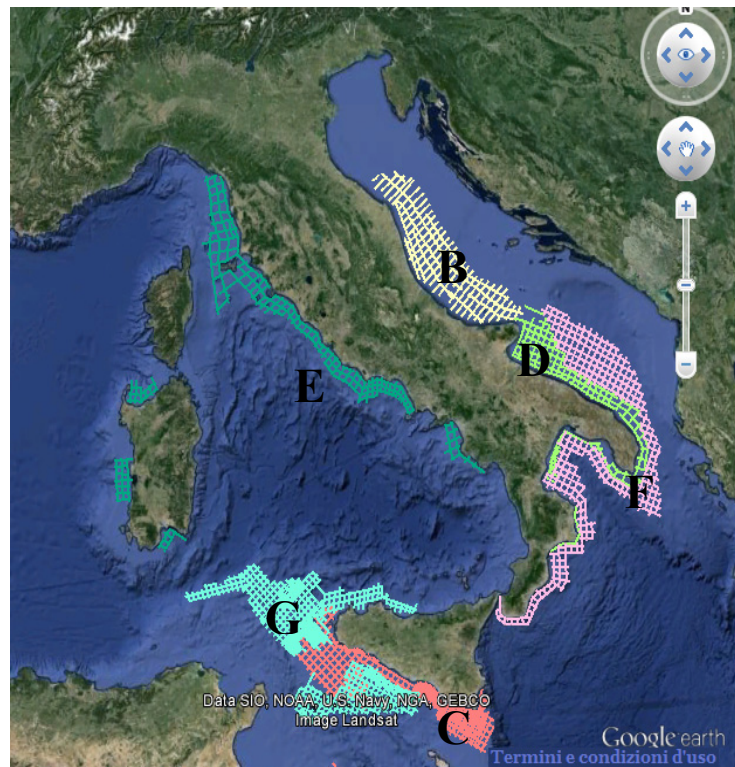 N
B
D
E
F
G
Data SIO, NOAA, U.S. Navy, NGA, GEBCO
Image Landsat
C
Google earth
Termini e condizioni d'uso